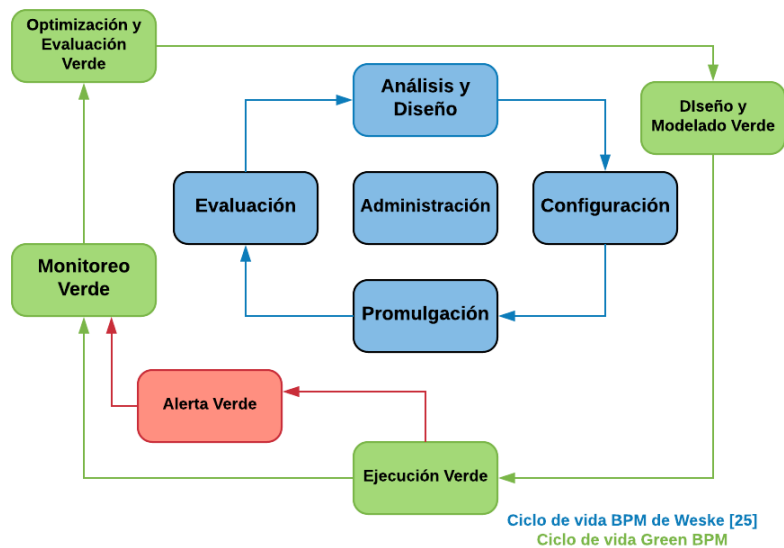 Optimización y
Evaluación
Verde
Análisis y
Diseño
DIseño y
Modelado Verde
Evaluación
Administración
Configuración
Monitoreo
Verde
Promulgación
Alerta Verde
Ejecución Verde
Ciclo de vida BPM de Weske [25]
Ciclo de vida Green BPM